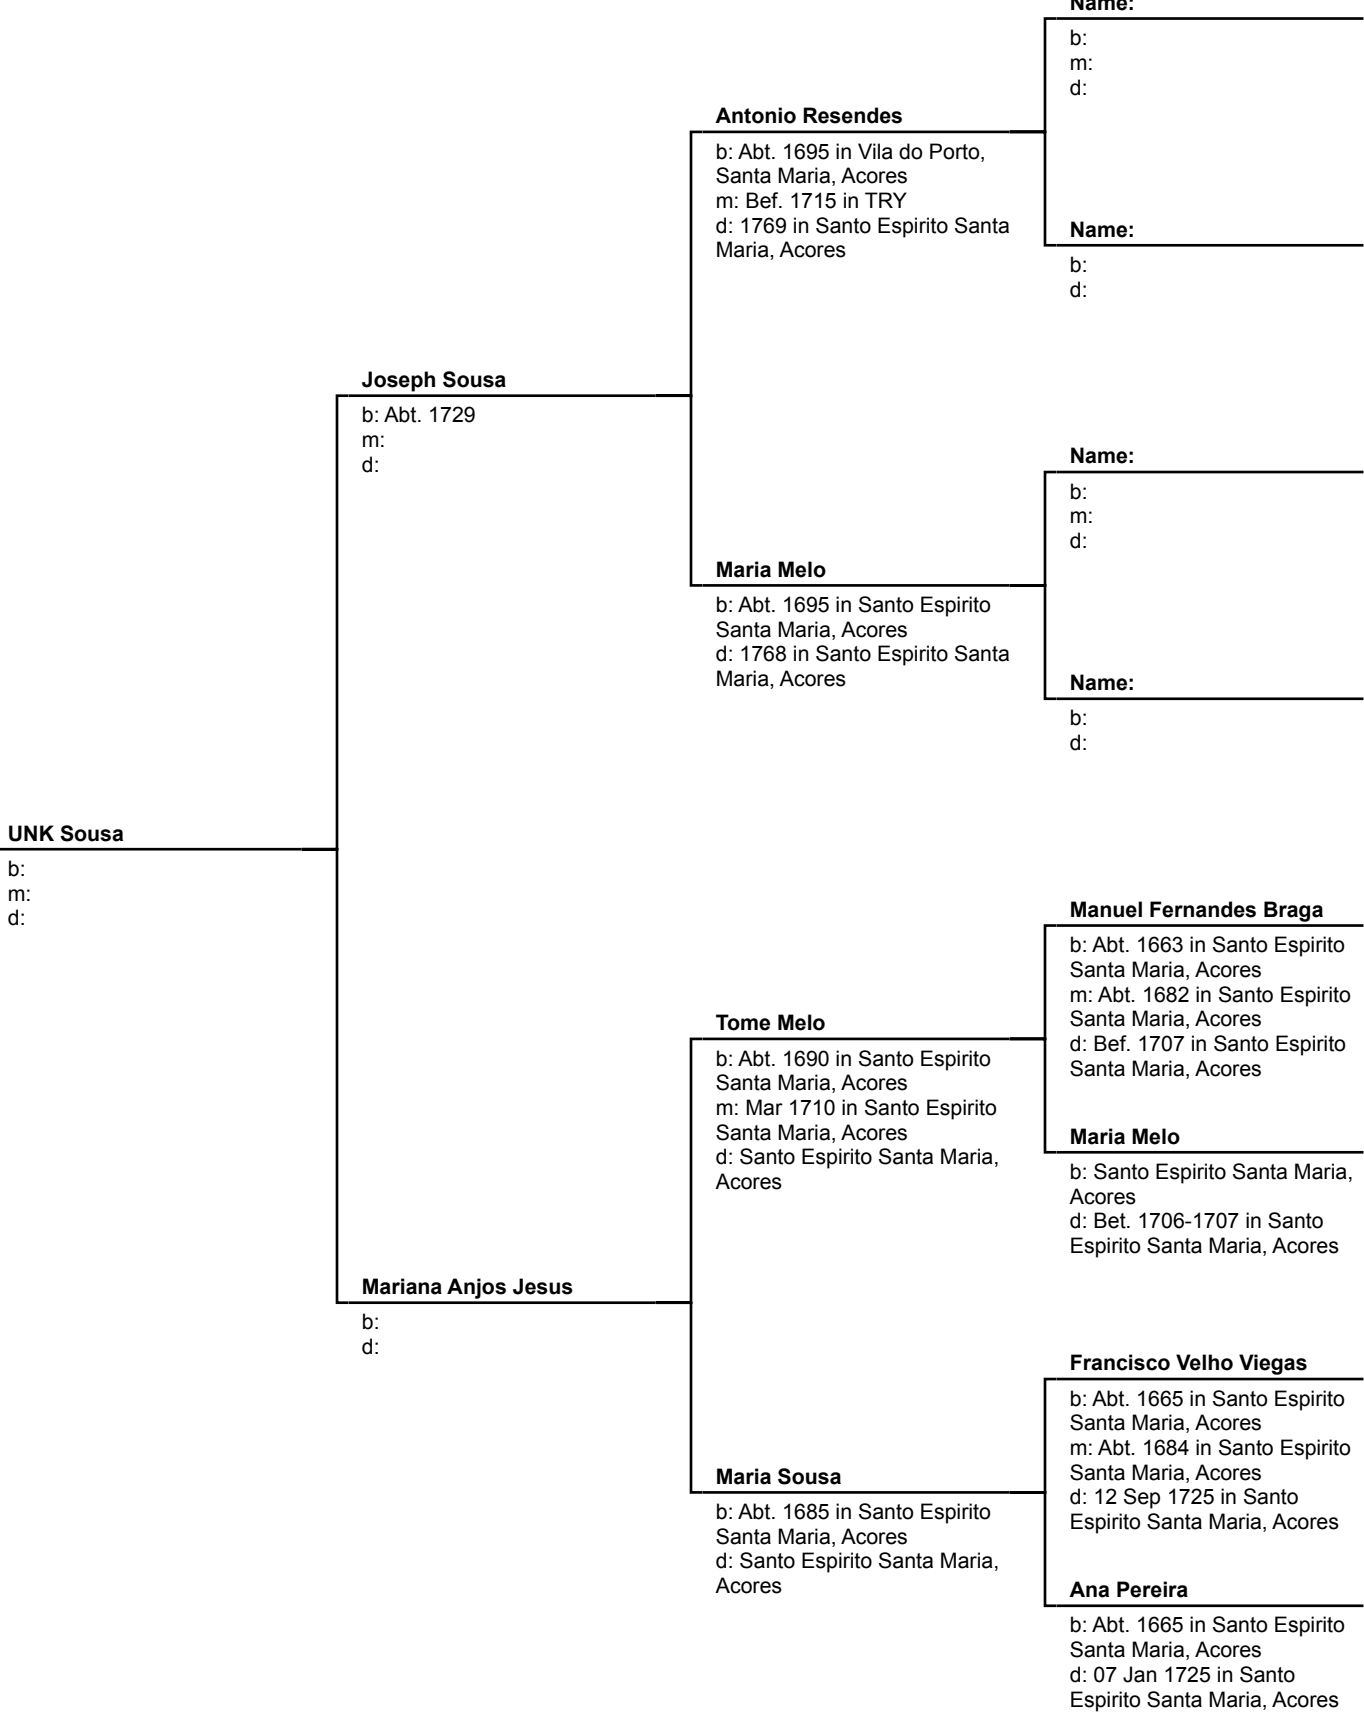 Name:
b:
m:
d:
Antonio Resendes
b: Abt. 1695 in Vila do Porto,
Santa Maria, Acores
m: Bef. 1715 in TRY
d: 1769 in Santo Espirito Santa
Maria, Acores
Name:
b:
d:
Joseph Sousa
b: Abt. 1729
m:
d:
Name:
b:
m:
d:
Maria Melo
b: Abt. 1695 in Santo Espirito
Santa Maria, Acores
d: 1768 in Santo Espirito Santa
Maria, Acores
Name:
b:
d:
UNK Sousa
b:
m:
d:
Manuel Fernandes Braga
b: Abt. 1663 in Santo Espirito
Santa Maria, Acores
m: Abt. 1682 in Santo Espirito
Santa Maria, Acores
d: Bef. 1707 in Santo Espirito
Santa Maria, Acores
Tome Melo
b: Abt. 1690 in Santo Espirito
Santa Maria, Acores
m: Mar 1710 in Santo Espirito
Santa Maria, Acores
d: Santo Espirito Santa Maria,
Acores
Maria Melo
b: Santo Espirito Santa Maria,
Acores
d: Bet. 1706-1707 in Santo
Espirito Santa Maria, Acores
Mariana Anjos Jesus
b:
d:
Francisco Velho Viegas
b: Abt. 1665 in Santo Espirito
Santa Maria, Acores
m: Abt. 1684 in Santo Espirito
Santa Maria, Acores
d: 12 Sep 1725 in Santo
Espirito Santa Maria, Acores
Maria Sousa
b: Abt. 1685 in Santo Espirito
Santa Maria, Acores
d: Santo Espirito Santa Maria,
Acores
Ana Pereira
b: Abt. 1665 in Santo Espirito
Santa Maria, Acores
d: 07 Jan 1725 in Santo
Espirito Santa Maria, Acores